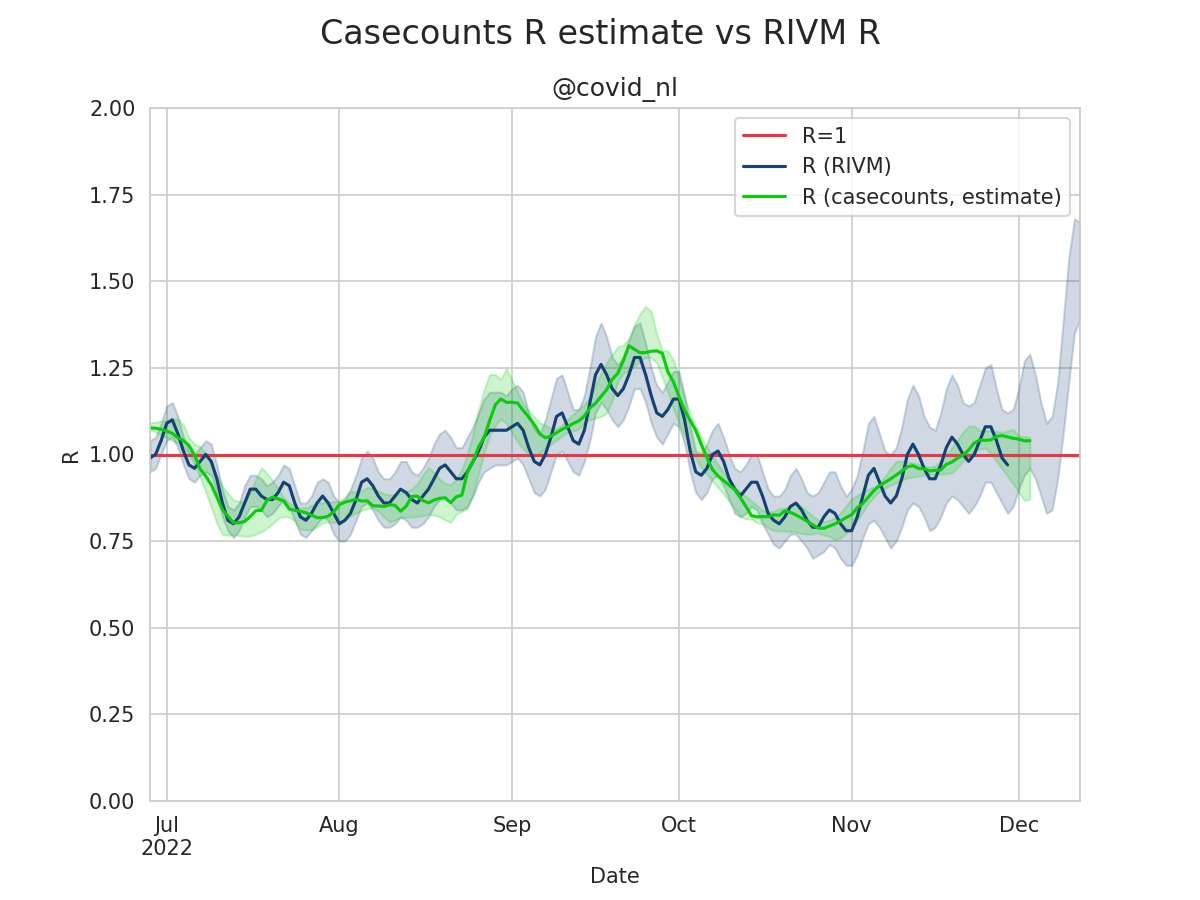 Casecounts R estimate vs RIVM R
@covid_nl
R=1
R (RIVM)
R (casecounts, estimate)
2.00
1.75
1.50
1.25
1.00
0.75
0.50
0.25
0.00
R
Jul Aug Sep Oct Nov Dec
2022
Date